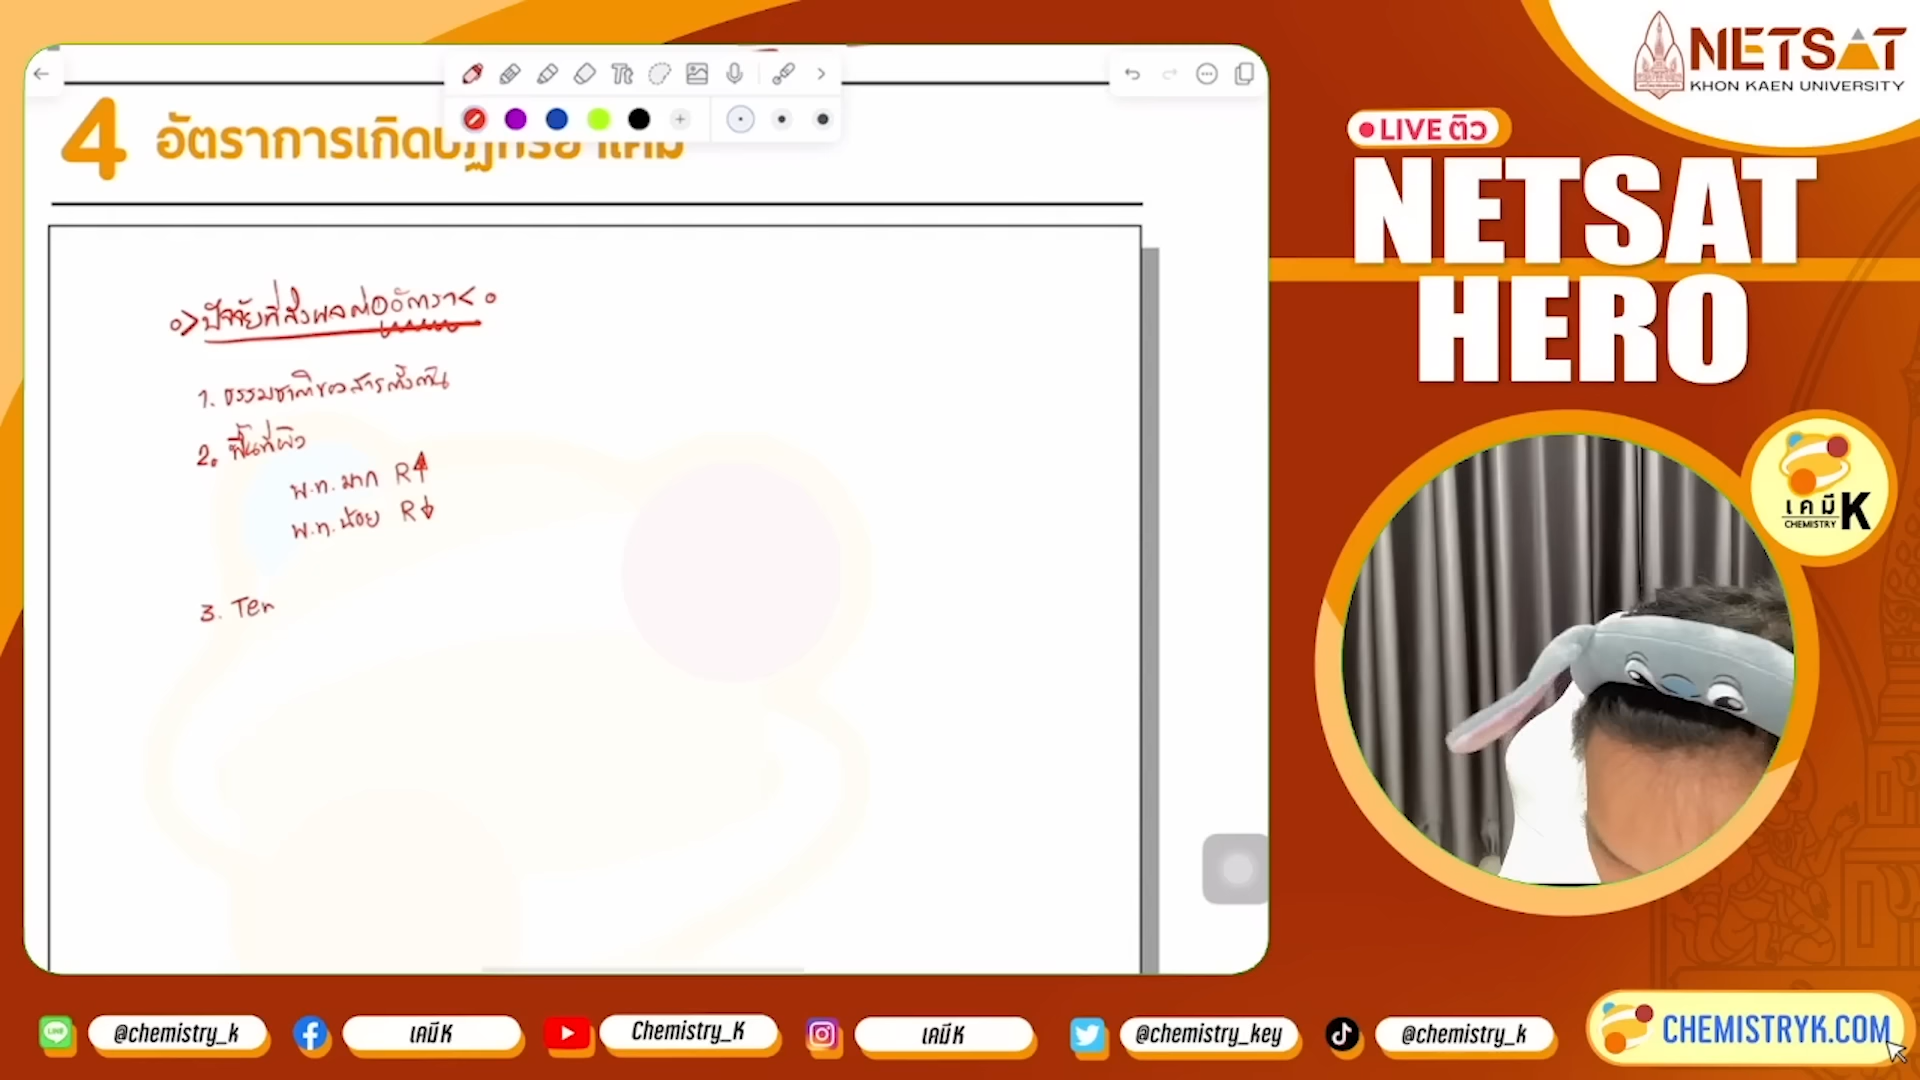 4 อัตราการเกิดปฏิกิริยาเคมี
ปัจจัยที่ส่งผลต่ออัตรา
1. ธรรมชาติของสารตั้งต้น
2. พื้นที่ผิว
พ.ท. มาก R↑
พ.ท. น้อย R↓
3. Ten
NETSAT
KHON KAEN UNIVERSITY
LIVE ติว
NETSAT
HERO
เคมี K
CHEMISTRY
@chemistry_k
เคมี K
Chemistry_K
เคมี K
@chemistry_key
@chemistry_k
CHEMISTRYK.COM